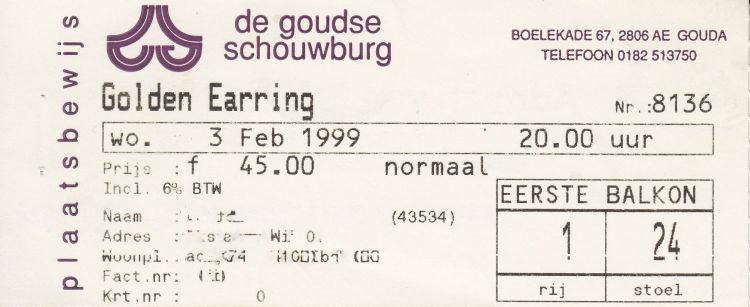 plaatsbewijs
de goudse
schouwburg
BOELEKADE 67, 2806 AE GOUDA
TELEFOON 0182 513750
Golden Earring Nr.:8136
wo. 3 Feb 1999 20.00 uur
Prijs : f 45.00 normaal
Incl. 6% BTW
EERSTE BALKON
Naam : (43534)
Adres :
1 24
Woonpl.
Fact.nr:
rij stoel
Krt.nr : 0